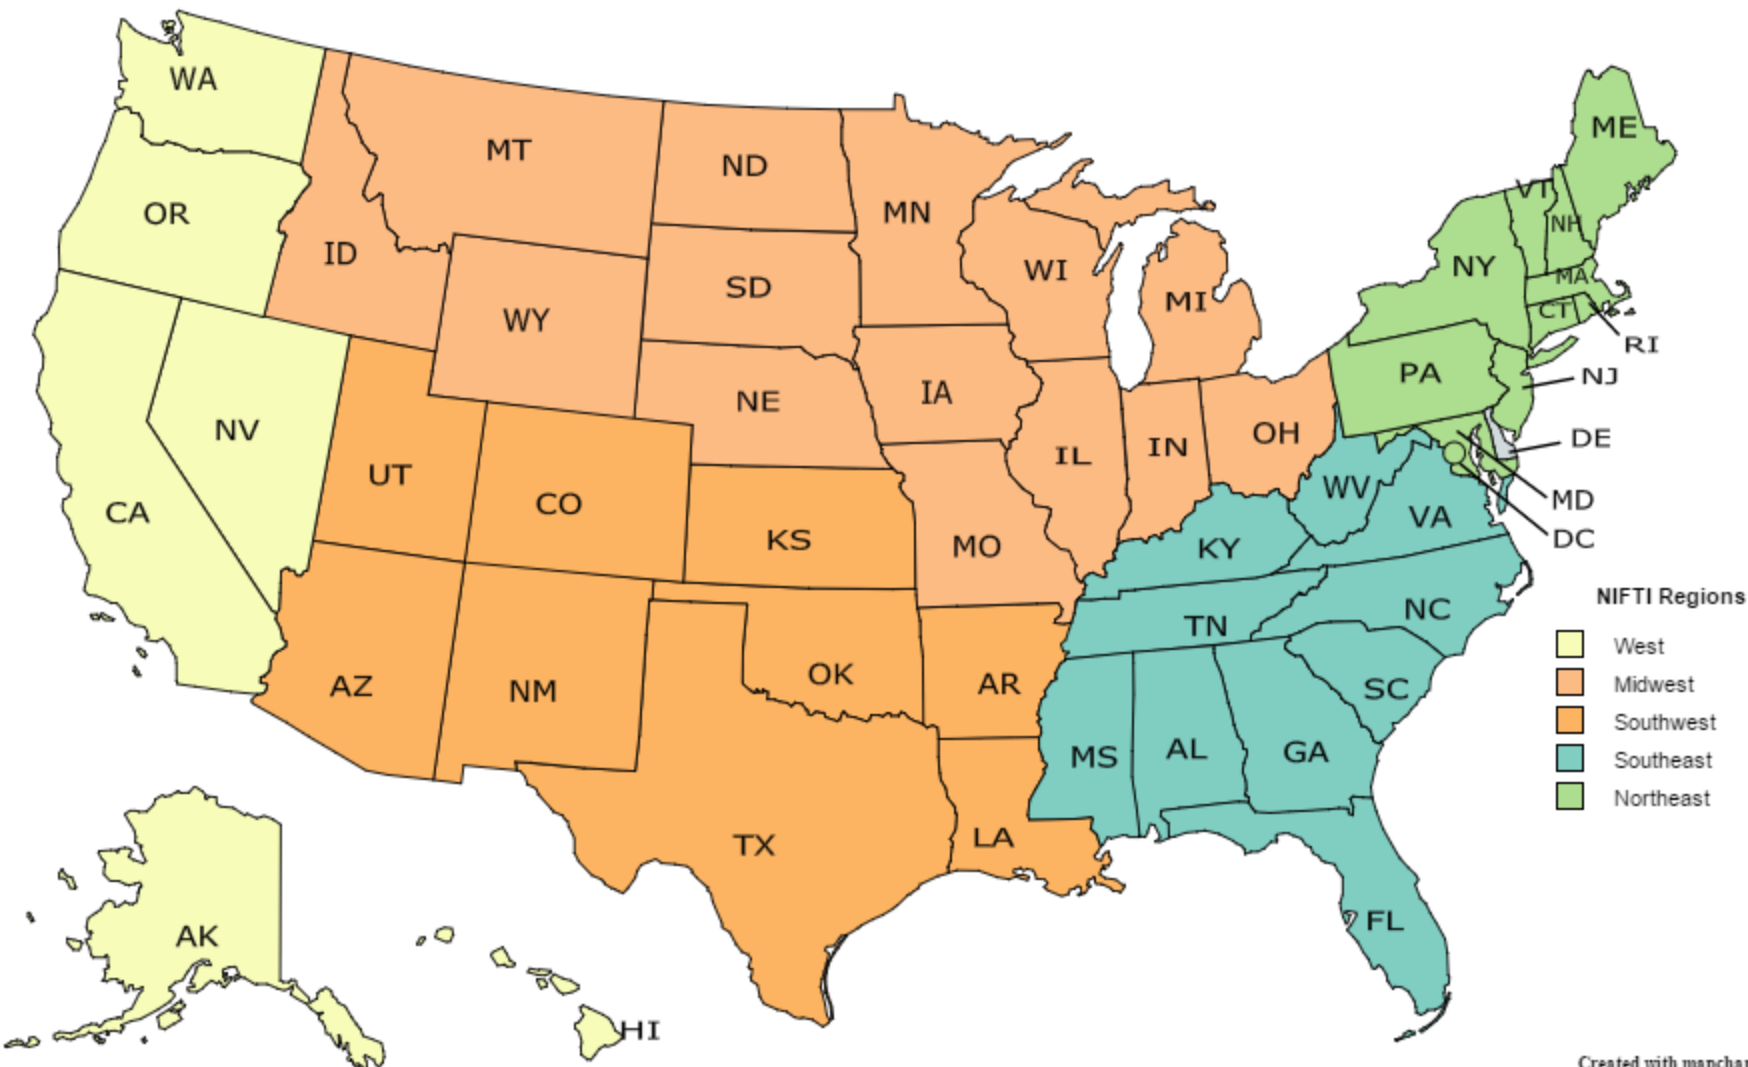 WA
ME
MT
VT
ND
OR
MN
NH
ID
NY
WI
MA
SD
MI
CT
WY
RI
PA
NJ
IA
NE
NV
OH
DE
IN
IL
UT
WV
MD
CO
CA
VA
DC
KS
MO
KY
NIFTI Regions
NC
TN
West
OK
AR
Midwest
AZ
NM
SC
Southwest
AL
GA
MS
Southeast
Northeast
LA
TX
FL
AK
HI
Created with